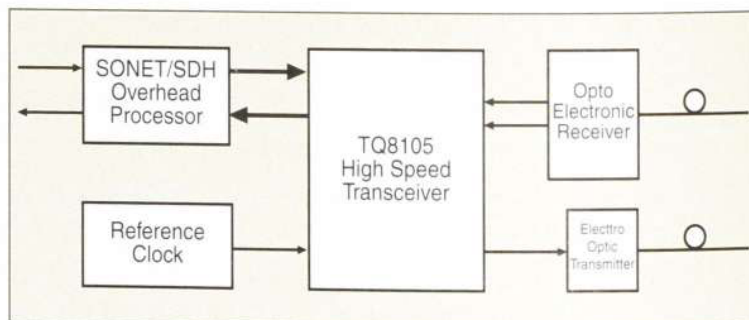 SONET/SDH
Overhead
Processor
TQ8105
High Speed
Transceiver
Opto
Electronic
Receiver
Reference
Clock
Electtro
Optic
Transmitter